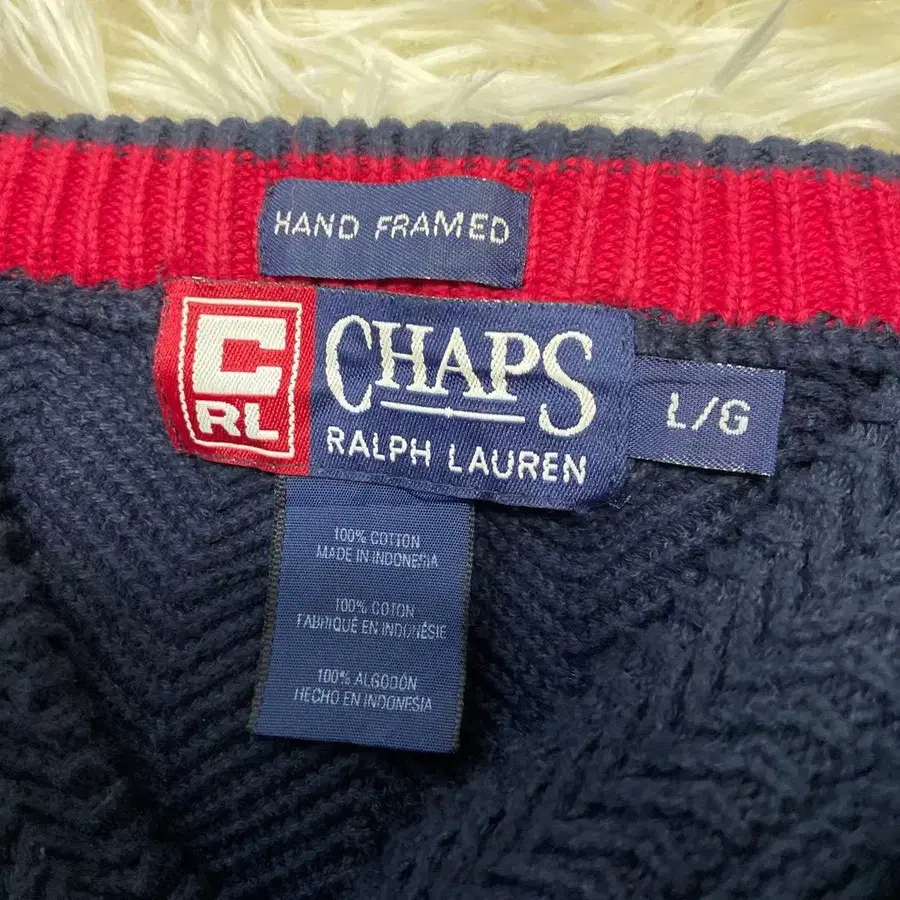 HAND FRAMED
C
RL
CHAPS
RALPH LAUREN
L/G
100% COTTON
MADE IN INDONESIA
100% COTON
FABRIQUÉ EN INDONÉSIE
100% ALGODÓN
HECHO EN INDONESIA